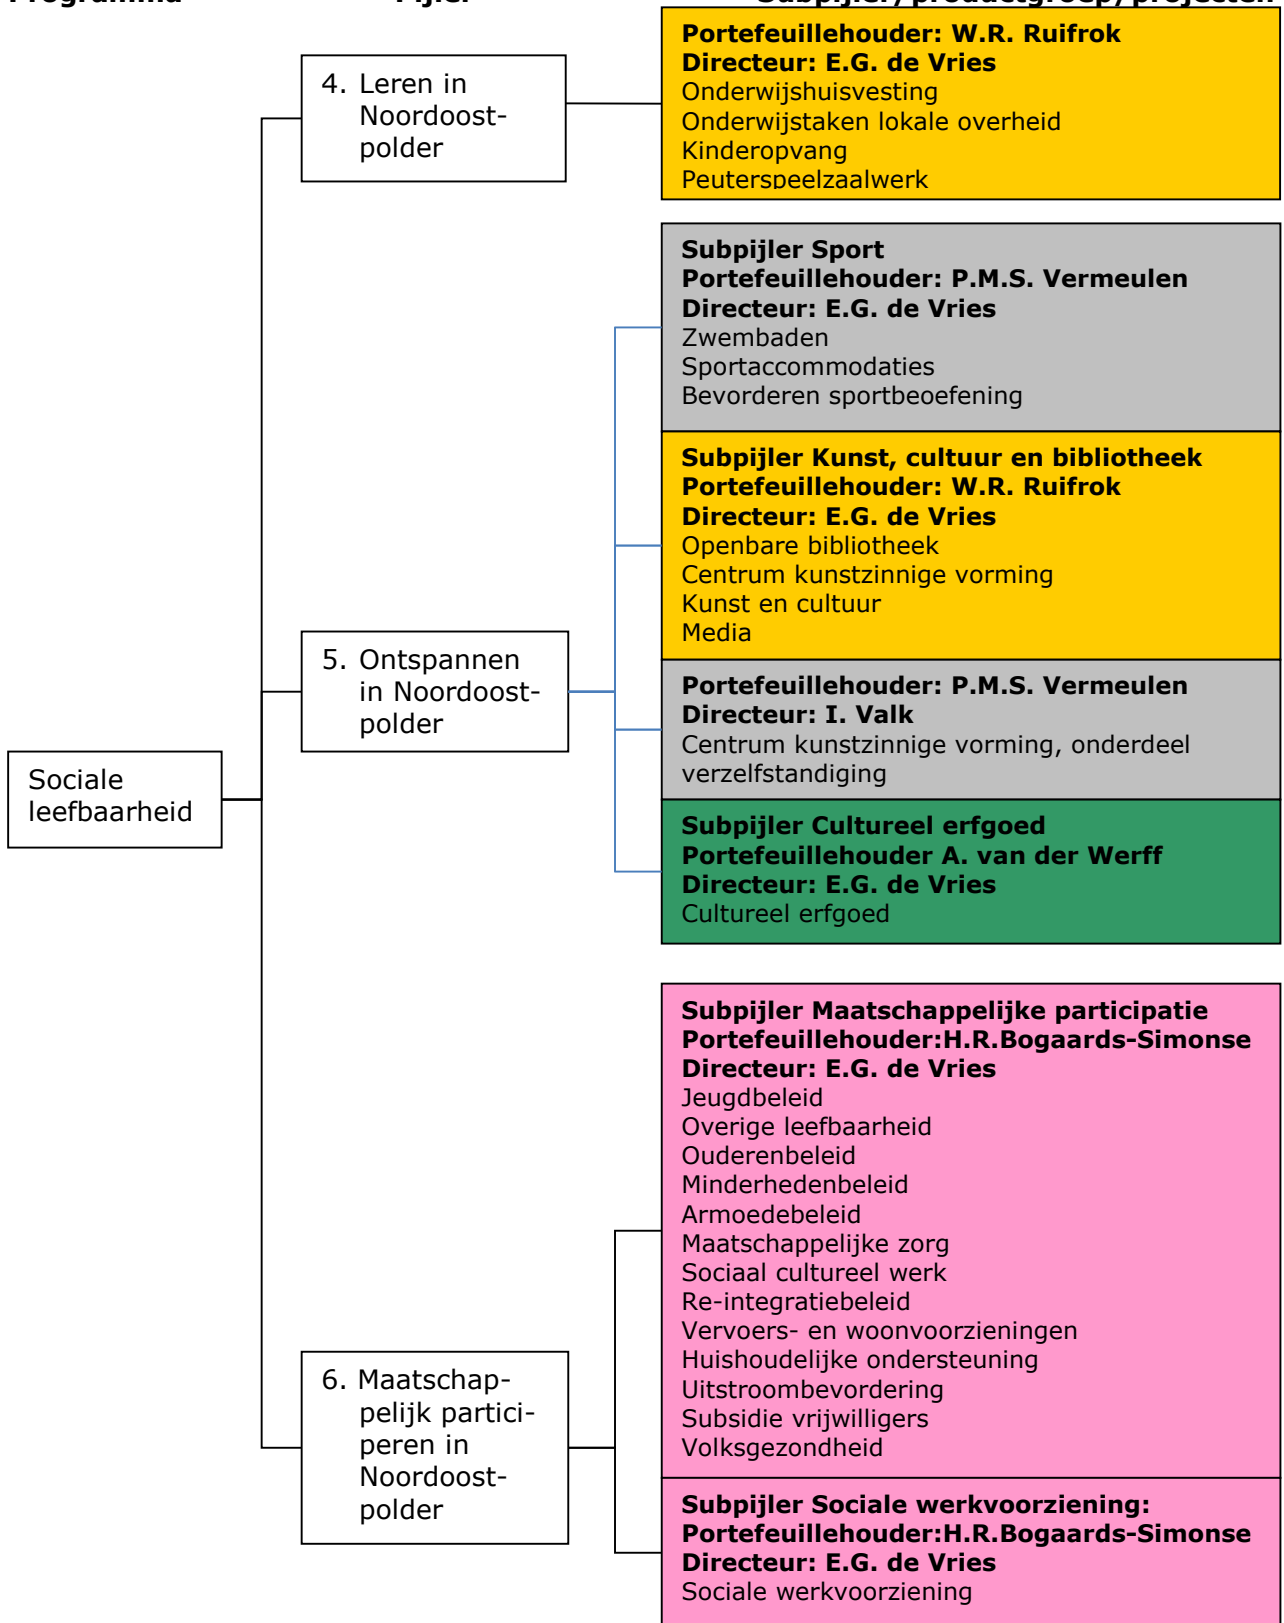 Programma Pijler Subpijler/productgroep/projecten
Sociale
leefbaarheid
4. Leren in
Noordoost-
polder
Portefeuillehouder: W.R. Ruifrok
Directeur: E.G. de Vries
Onderwijshuisvesting
Onderwijstaken lokale overheid
Kinderopvang
Peuterspeelzaalwerk
5. Ontspannen
in Noordoost-
polder
Subpijler Sport
Portefeuillehouder: P.M.S. Vermeulen
Directeur: E.G. de Vries
Zwembaden
Sportaccommodaties
Bevorderen sportbeoefening
Subpijler Kunst, cultuur en bibliotheek
Portefeuillehouder: W.R. Ruifrok
Directeur: E.G. de Vries
Openbare bibliotheek
Centrum kunstzinnige vorming
Kunst en cultuur
Media
Portefeuillehouder: P.M.S. Vermeulen
Directeur: I. Valk
Centrum kunstzinnige vorming, onderdeel
verzelfstandiging
Subpijler Cultureel erfgoed
Portefeuillehouder A. van der Werff
Directeur: E.G. de Vries
Cultureel erfgoed
6. Maatschap-
pelijk partici-
peren in
Noordoost-
polder
Subpijler Maatschappelijke participatie
Portefeuillehouder:H.R.Bogaards-Simonse
Directeur: E.G. de Vries
Jeugdbeleid
Overige leefbaarheid
Ouderenbeleid
Minderhedenbeleid
Armoedebeleid
Maatschappelijke zorg
Sociaal cultureel werk
Re-integratiebeleid
Vervoers- en woonvoorzieningen
Huishoudelijke ondersteuning
Uitstroombevordering
Subsidie vrijwilligers
Volksgezondheid
Subpijler Sociale werkvoorziening:
Portefeuillehouder:H.R.Bogaards-Simonse
Directeur: E.G. de Vries
Sociale werkvoorziening